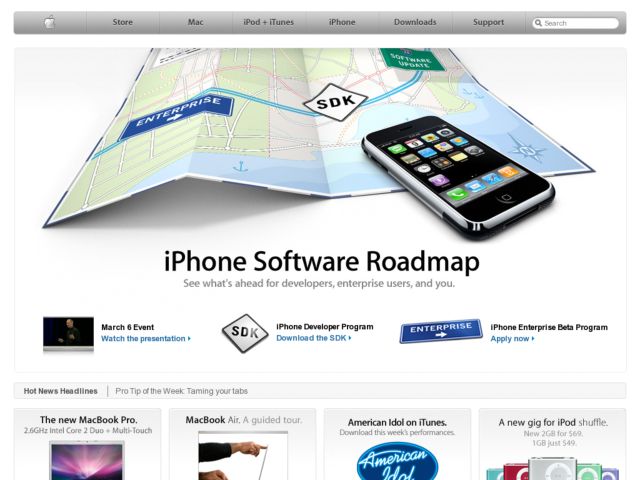 Store
Mac
iPod + iTunes
iPhone
Downloads
Support
Search
SOFTWARE
UPDATE
SDK
ENTERPRISE
iPhone Software Roadmap
See what's ahead for developers, enterprise users, and you.
March 6 Event
Watch the presentation
SDK
iPhone Developer Program
Download the SDK
ENTERPRISE
iPhone Enterprise Beta Program
Apply now
Hot News Headlines
Pro Tip of the Week: Taming your tabs
The new MacBook Pro.
2.6GHz Intel Core 2 Duo + Multi-Touch
MacBook Air. A guided tour.
American Idol on iTunes.
Download this week's performances.
American
Idol
A new gig for iPod shuffle.
New 2GB for $69.
1GB just $49.